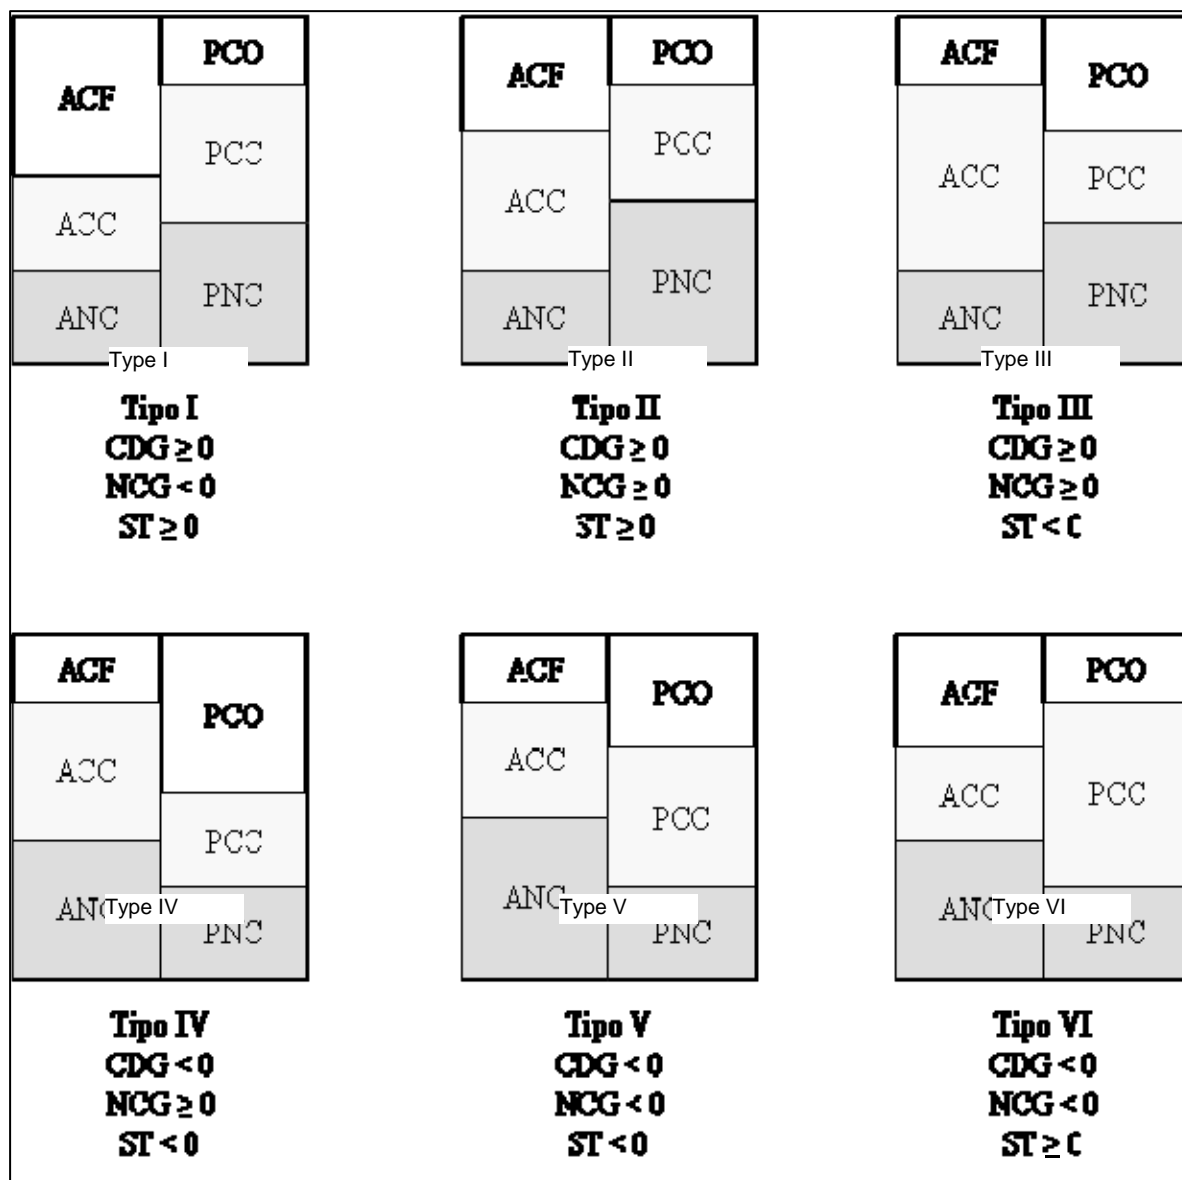 ACF PCO
PCC
ACC
PNC
ANC
Type I
Tipo I
CDG ≥ 0
NCG < 0
ST ≥ 0
ACF PCO
PCC
ACC
PNC
ANC
Type II
Tipo II
CDG ≥ 0
NCG ≥ 0
ST ≥ 0
ACF PCO
ACC PCC
PNC
ANC
Type III
Tipo III
CDG ≥ 0
NCG ≥ 0
ST < 0
ACF
PCO
ACC
PCC
ANC
PNC
Type IV
Tipo IV
CDG < 0
NCG ≥ 0
ST < 0
ACF
PCO
ACC
PCC
ANC
PNC
Type V
Tipo V
CDG < 0
NCG < 0
ST < 0
ACF PCO
ACC PCC
ANC
PNC
Type VI
Tipo VI
CDG < 0
NCG < 0
ST ≥ 0